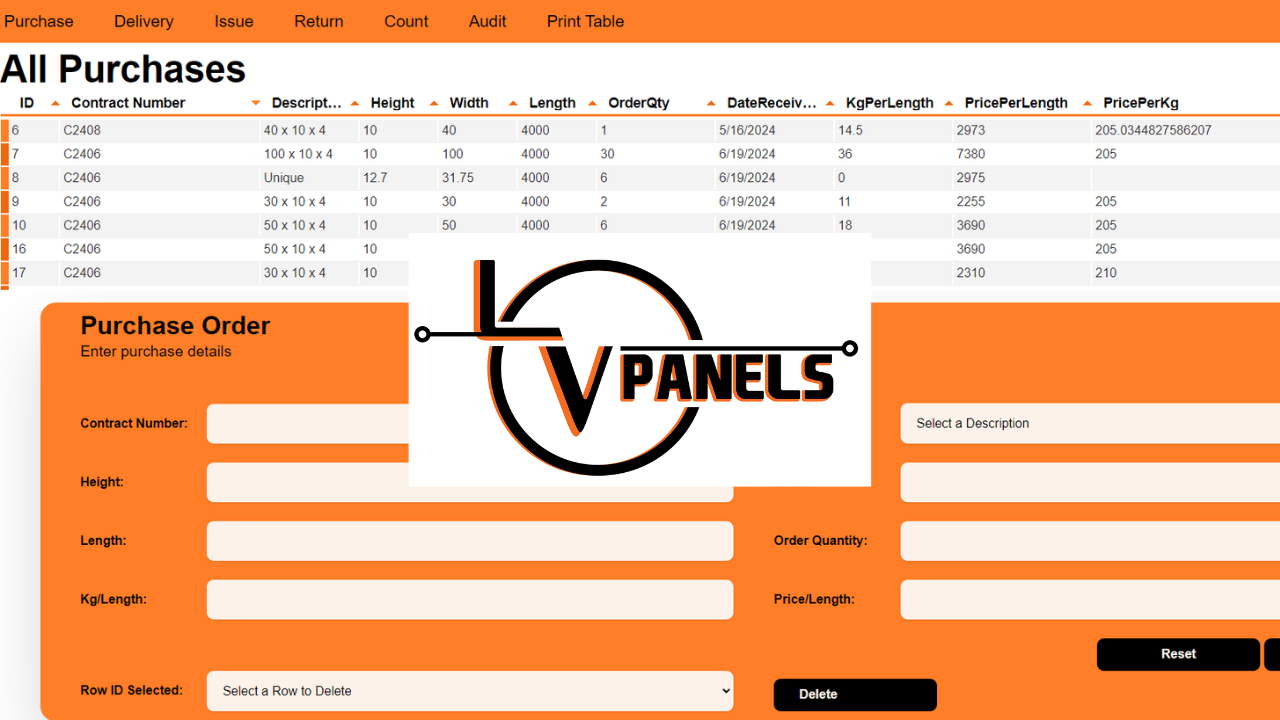 Purchase Delivery Issue Return Count Audit Print Table
All Purchases
ID Contract Number Descript... Height Width Length OrderQty DateReceiv... KgPerLength PricePerLength PricePerKg
6 C2408 40 x 10 x 4 10 40 4000 1 5/16/2024 14.5 2973 205.0344827586207
7 C2406 100 x 10 x 4 10 100 4000 30 6/19/2024 36 7380 205
8 C2406 Unique 12.7 31.75 4000 6 6/19/2024 0 2975
9 C2406 30 x 10 x 4 10 30 4000 2 6/19/2024 11 2255 205
10 C2406 50 x 10 x 4 10 50 4000 6 6/19/2024 18 3690 205
16 C2406 50 x 10 x 4 10 3690 205
17 C2406 30 x 10 x 4 10 2310 210
LV PANELS
Purchase Order
Enter purchase details
Contract Number: Select a Description
Height:
Length: Order Quantity:
Kg/Length: Price/Length:
Reset
Row ID Selected: Select a Row to Delete Delete